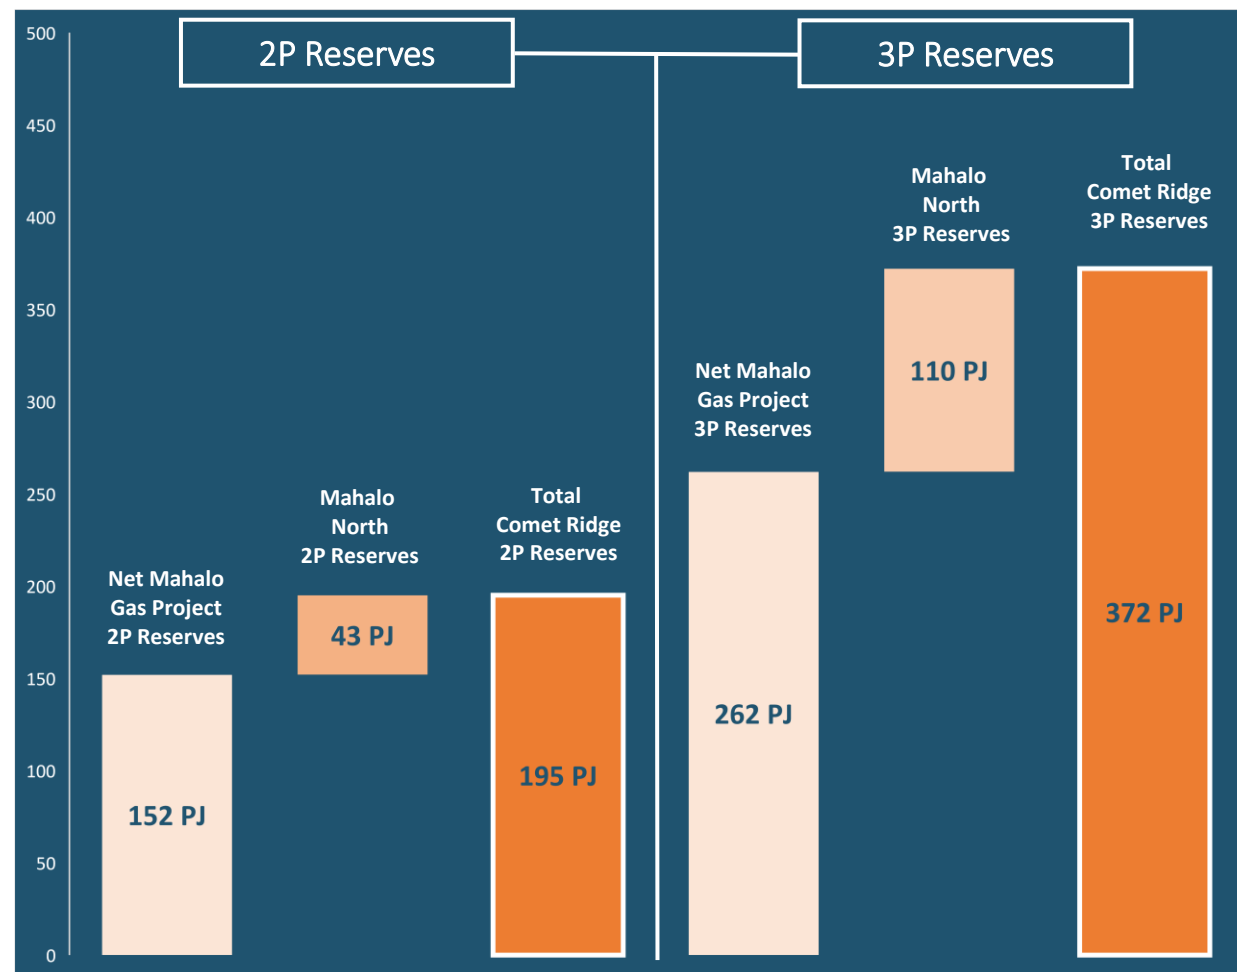 2P Reserves
3P Reserves
500
450
400
350
300
250
200
150
100
50
0
Net Mahalo
Gas Project
2P Reserves
152 PJ
Mahalo
North
2P Reserves
43 PJ
Total
Comet Ridge
2P Reserves
195 PJ
Net Mahalo
Gas Project
3P Reserves
262 PJ
Mahalo
North
3P Reserves
110 PJ
Total
Comet Ridge
3P Reserves
372 PJ